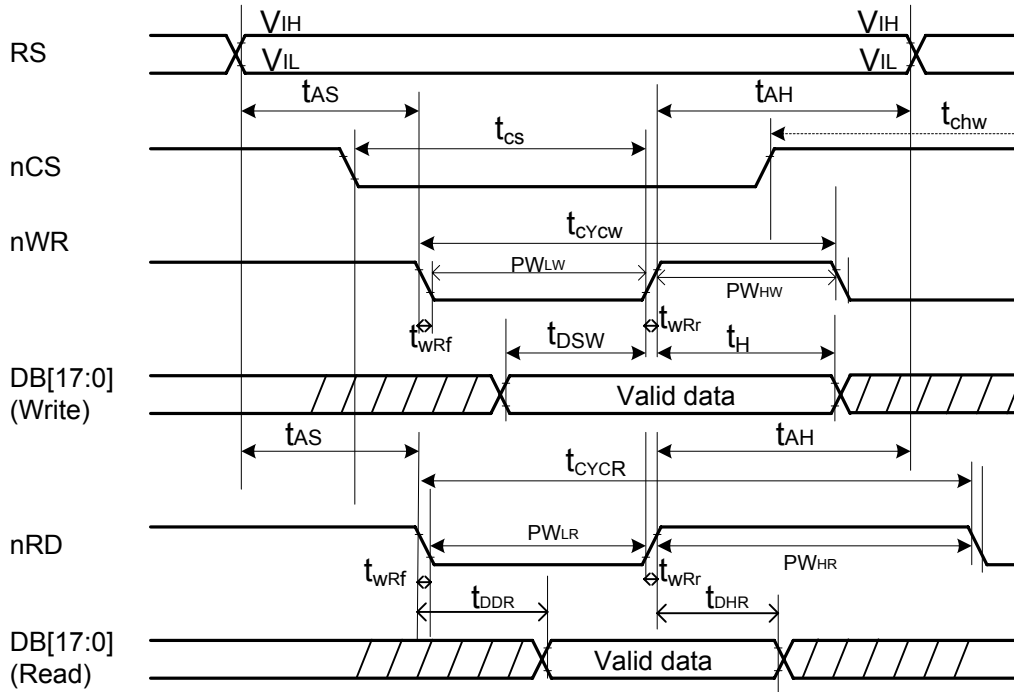 RS VIH VIH
VIL VIL
tAS tAH
tcs tchw
nCS
nWR tCYCW
PWLW PWHW
twRf tDSW twRr tH
DB[17:0]
(Write) Valid data
tAS tAH
tCYCR
nRD PWLR PWHR
twRf twRr
tDDR tDHR
DB[17:0]
(Read) Valid data